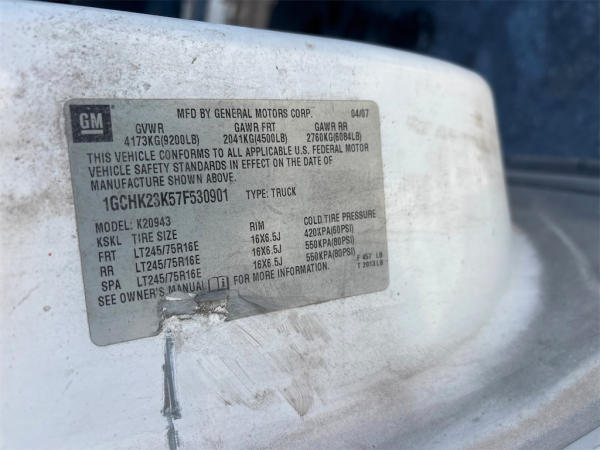 GM
MFD BY GENERAL MOTORS CORP. 04/07
GVWR GAWR FRT GAWR RR
4173KG(9200LB) 2041KG(4500LB) 2760KG(6084LB)
THIS VEHICLE CONFORMS TO ALL APPLICABLE U.S. FEDERAL MOTOR
VEHICLE SAFETY STANDARDS IN EFFECT ON THE DATE OF
MANUFACTURE SHOWN ABOVE.
1GCHK23K57F530901 TYPE: TRUCK
MODEL: K20943
KSKL TIRE SIZE RIM COLD TIRE PRESSURE
FRT LT245/75R16E 16X6.5J 420KPA(60PSI)
RR LT245/75R16E 16X6.5J 550KPA(80PSI)
SPA LT245/75R16E 16X6.5J 550KPA(80PSI)
SEE OWNER'S MANUAL FOR MORE INFORMATION.
F 457 LB
T 2013 LB